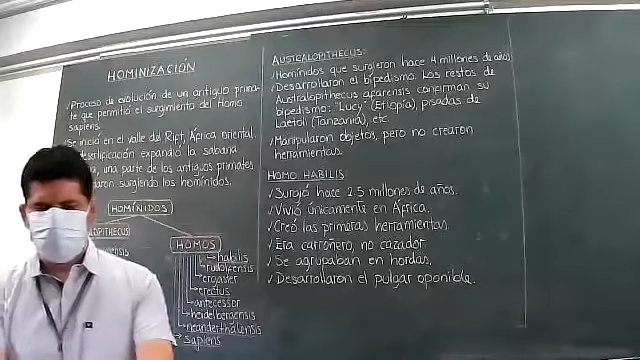 HOMINIZACIÓN
✓Proceso de evolución de un antiguo prima-
te que permitió el surgimiento del Homo
sapiens.
Se inició en el valle del Rift, África oriental.
desertificación expandió la sabana
una parte de los antiguos primates
surgiendo los homínidos.
HOMÍNIDOS
HOMOS
habilis
rudolfensis
ergaster
erectus
antecessor
heidelbergensis
neanderthalensis
sapiens
AUSTRALOPITHECUS:
✓Homínidos que surgieron hace 4 millones de años
✓Desarrollaron el bipedismo. Los restos de
Australopithecus afarensis confirman su
bipedismo: "Lucy" (Etiopía), pisadas de
Laetoli (Tanzania), etc.
✓Manipularon objetos, pero no crearon
herramientas.
HOMO HABILIS
✓Surgió hace 2.5 millones de años.
✓Vivió únicamente en África.
✓Creó las primeras herramientas.
✓Era carroñero, no cazador
✓Se agrupaban en hordas,
✓Desarrollaron el pulgar oponible.